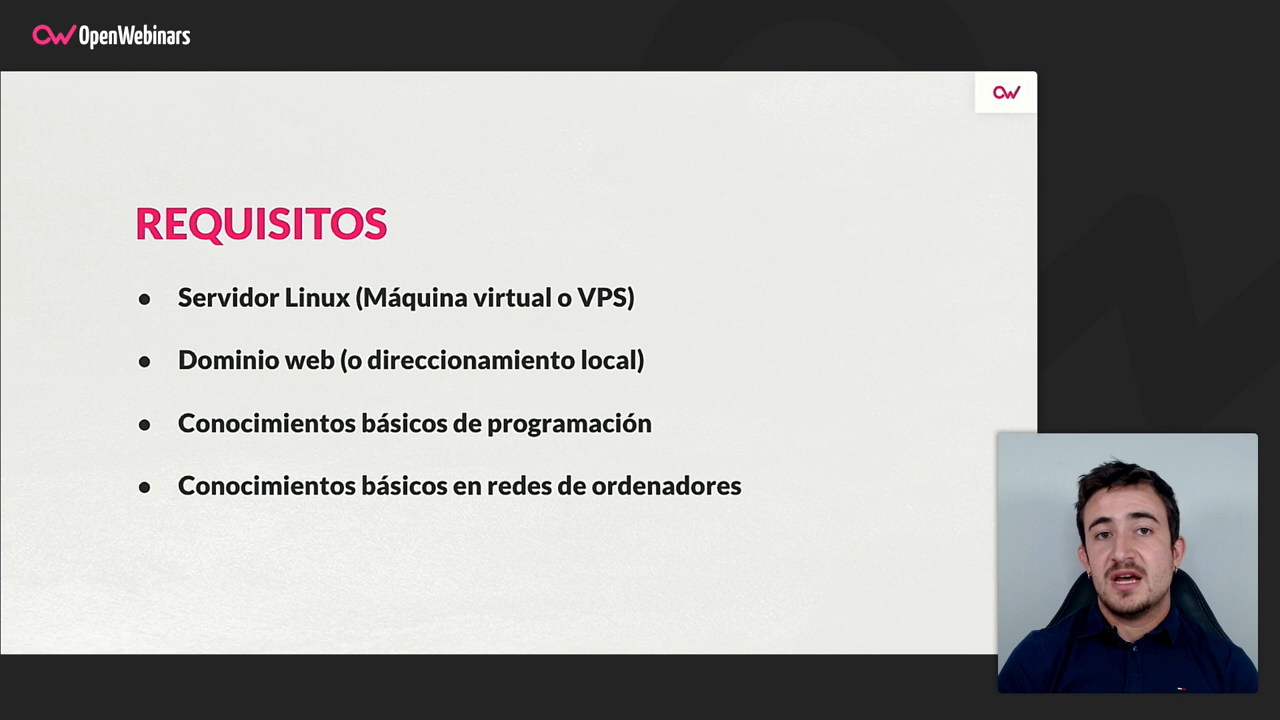 OpenWebinars
REQUISITOS
● Servidor Linux (Máquina virtual o VPS)
● Dominio web (o direccionamiento local)
● Conocimientos básicos de programación
● Conocimientos básicos en redes de ordenadores